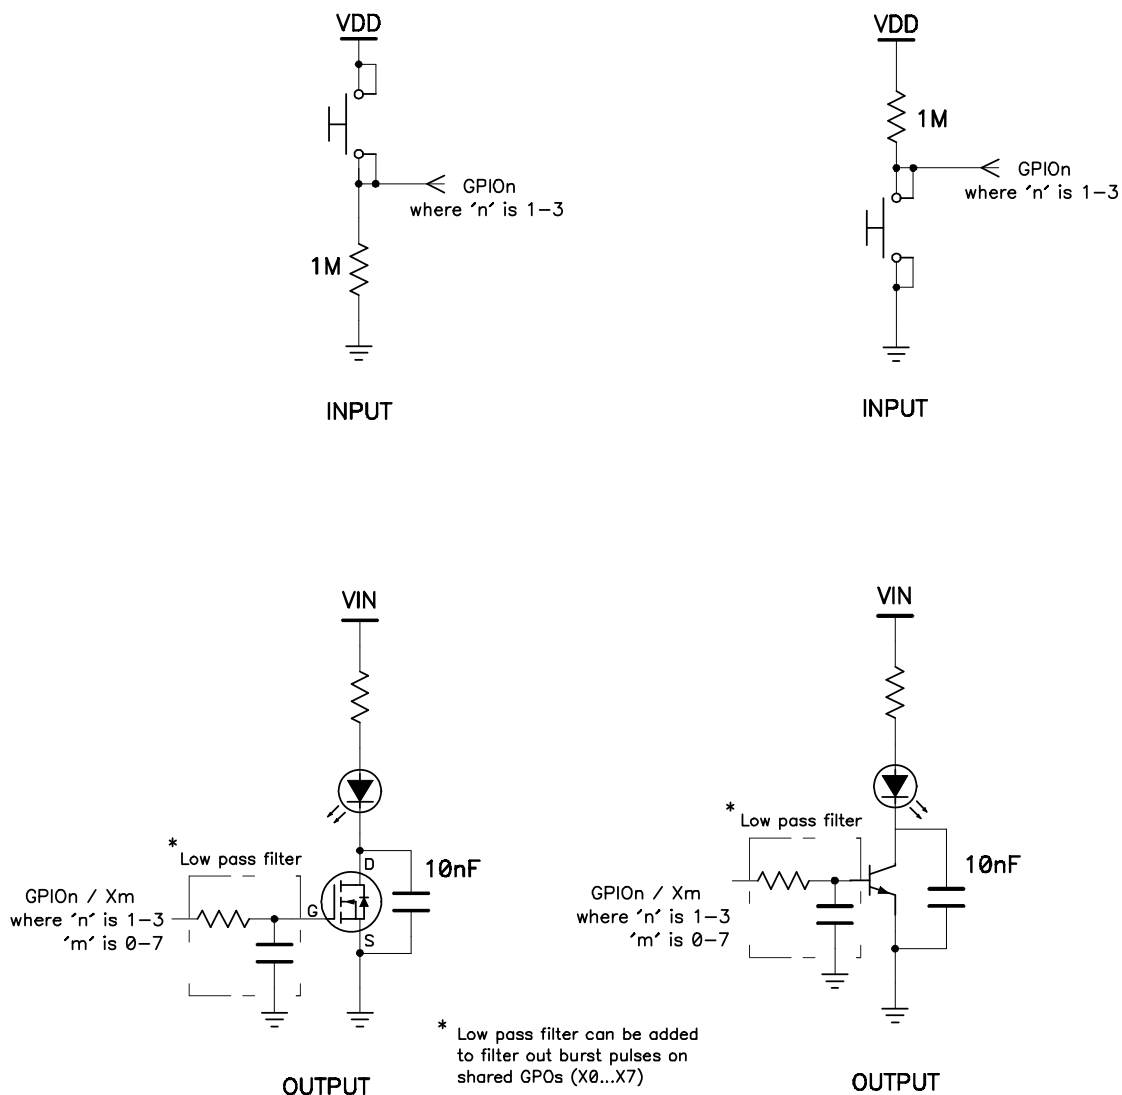 VDD
GPIOn
where 'n' is 1-3
1M
INPUT
VDD
1M
GPIOn
where 'n' is 1-3
INPUT
VIN
*
Low pass filter
D
10nF
GPIOn / Xm
where 'n' is 1-3
'm' is 0-7
G
S
OUTPUT
* Low pass filter can be added
to filter out burst pulses on
shared GPOs (X0...X7)
VIN
*
Low pass filter
10nF
GPIOn / Xm
where 'n' is 1-3
'm' is 0-7
OUTPUT